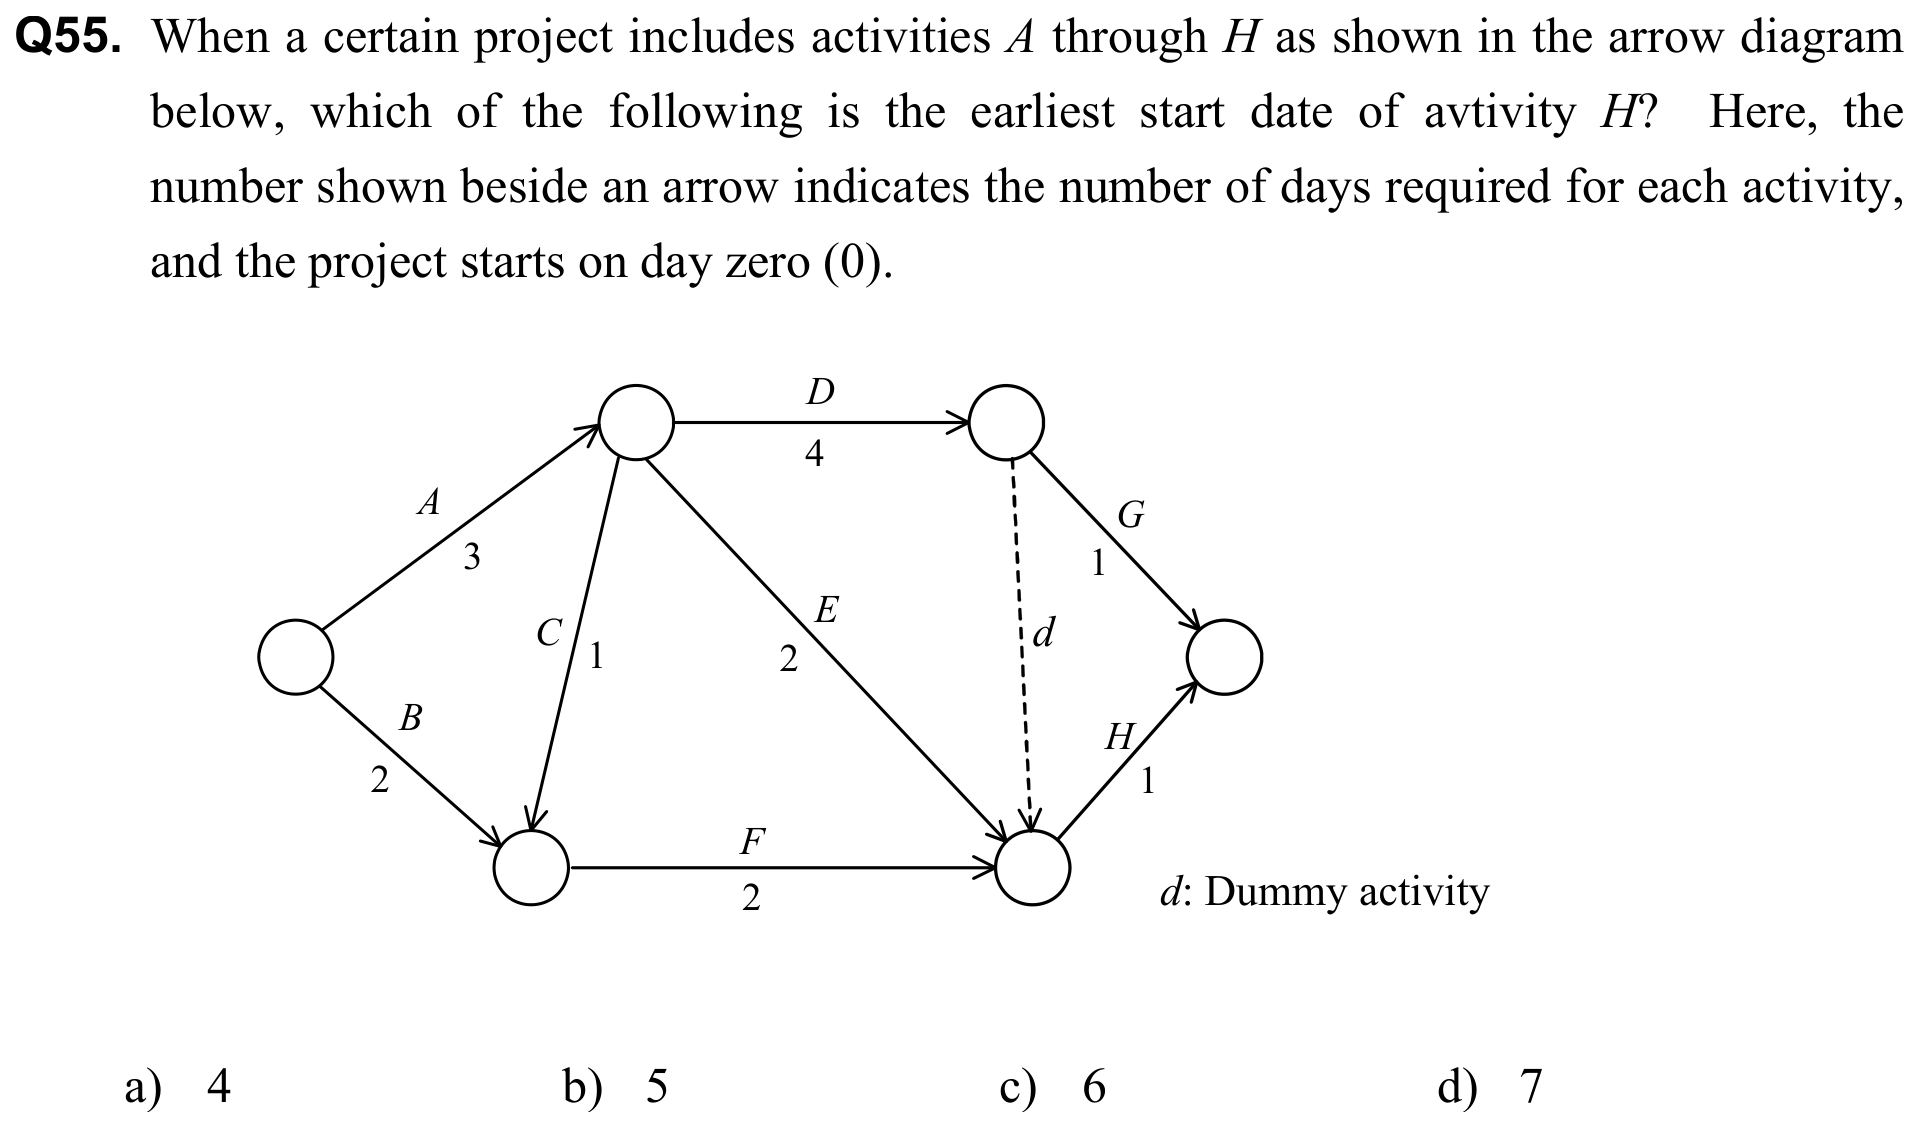 Q55. When a certain project includes activities A through H as shown in the arrow diagram
below, which of the following is the earliest start date of avtivity H? Here, the
number shown beside an arrow indicates the number of days required for each activity,
and the project starts on day zero (0).
D
4
A
3
G
1
C 1
E
2
d
B
2
H
1
F
2
d: Dummy activity
a) 4 b) 5 c) 6 d) 7